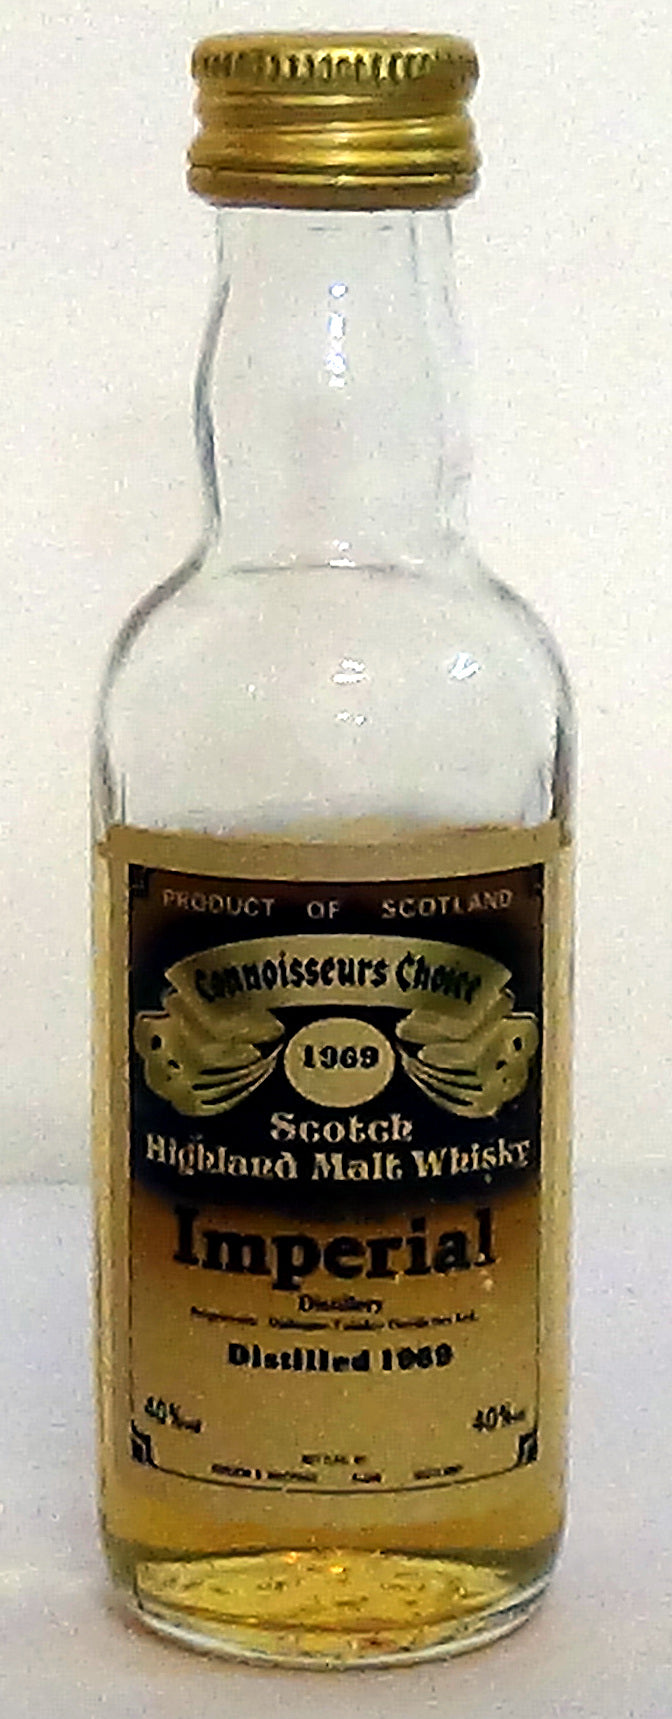 PRODUCT OF SCOTLAND
Connoisseurs Choice
1969
Scotch
Highland Malt Whisky
Imperial
Distillery
Distilled 1969
40% 40%